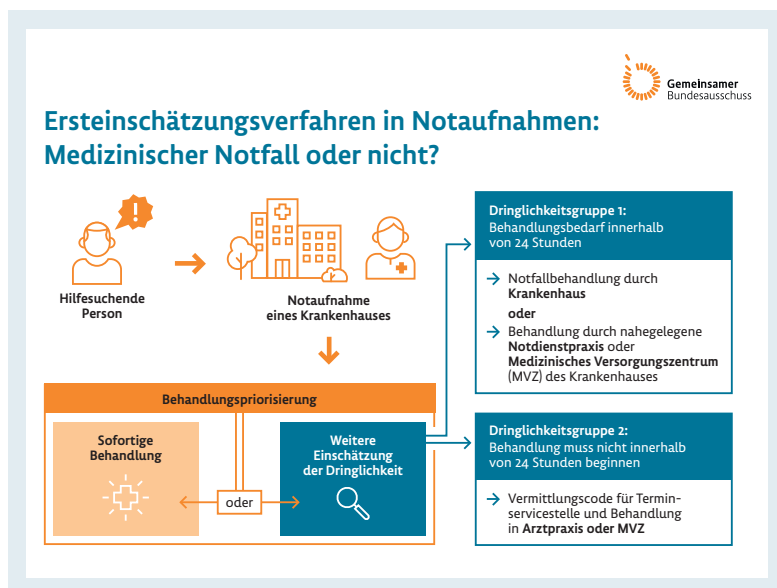 Gemeinsamer
Bundesausschuss
Ersteinschätzungsverfahren in Notaufnahmen:
Medizinischer Notfall oder nicht?
!
Hilfesuchende
Person
Notaufnahme
eines Krankenhauses
Behandlungspriorisierung
Sofortige
Behandlung
oder
Weitere
Einschätzung
der Dringlichkeit
Dringlichkeitsgruppe 1:
Behandlungsbedarf innerhalb
von 24 Stunden
→ Notfallbehandlung durch
Krankenhaus
oder
→ Behandlung durch nahegelegene
Notdienstpraxis oder
Medizinisches Versorgungszentrum
(MVZ) des Krankenhauses
Dringlichkeitsgruppe 2:
Behandlung muss nicht innerhalb
von 24 Stunden beginnen
→ Vermittlungscode für Termin-
servicestelle und Behandlung
in Arztpraxis oder MVZ